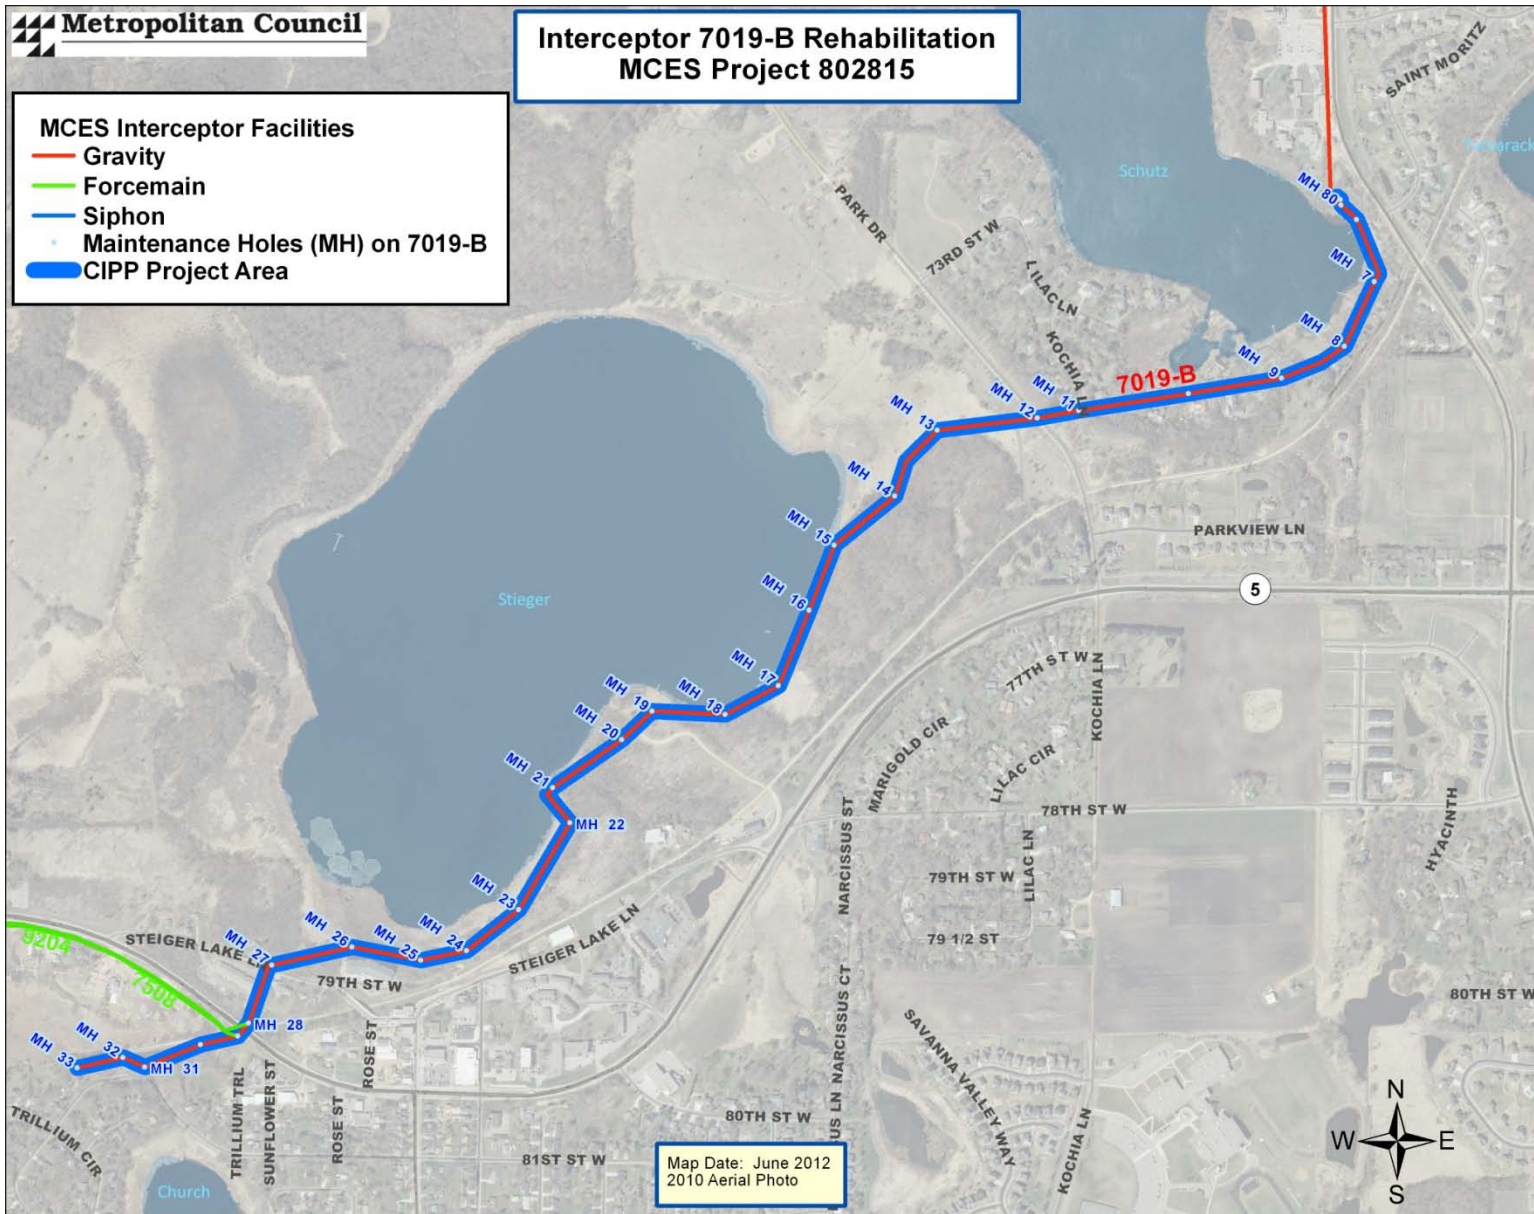 Metropolitan Council
Interceptor 7019-B Rehabilitation
MCES Project 802815
MCES Interceptor Facilities
Gravity
Forcemain
Siphon
Maintenance Holes (MH) on 7019-B
CIPP Project Area
SAINT MORITZ
Schutz
MH 80
PARK DR
73RD ST W
LILAC LN
MH 7
KOCHIA LN
MH 8
MH 9
7019-B
MH 11
MH 12
MH 13
MH 14
MH 15
PARKVIEW LN
5
Stieger
MH 16
77TH ST W
KOCHIA LN
MH 17
MH 18
MH 19
MH 20
MARIGOLD CIR
LILAC CIR
MH 21
78TH ST W
MH 22
NARCISSUS ST
HYACINTH
79TH ST W
LILAC LN
MH 23
STEIGER LAKE LN
79 1/2 ST
9204
STEIGER LAKE
MH 27
MH 26
MH 25
MH 24
79TH ST W
7508
NARCISSUS CT
80TH ST W
MH 28
SAVANNA VALLEY WAY
MH 33
MH 32
MH 31
ROSE ST
TRILLIUM TRL
SUNFLOWER ST
ROSE ST
NARCISSUS
LN
80TH ST W
KOCHIA LN
TRILLIUM CIR
81ST ST W
Church
Map Date: June 2012
2010 Aerial Photo
N
W
E
S